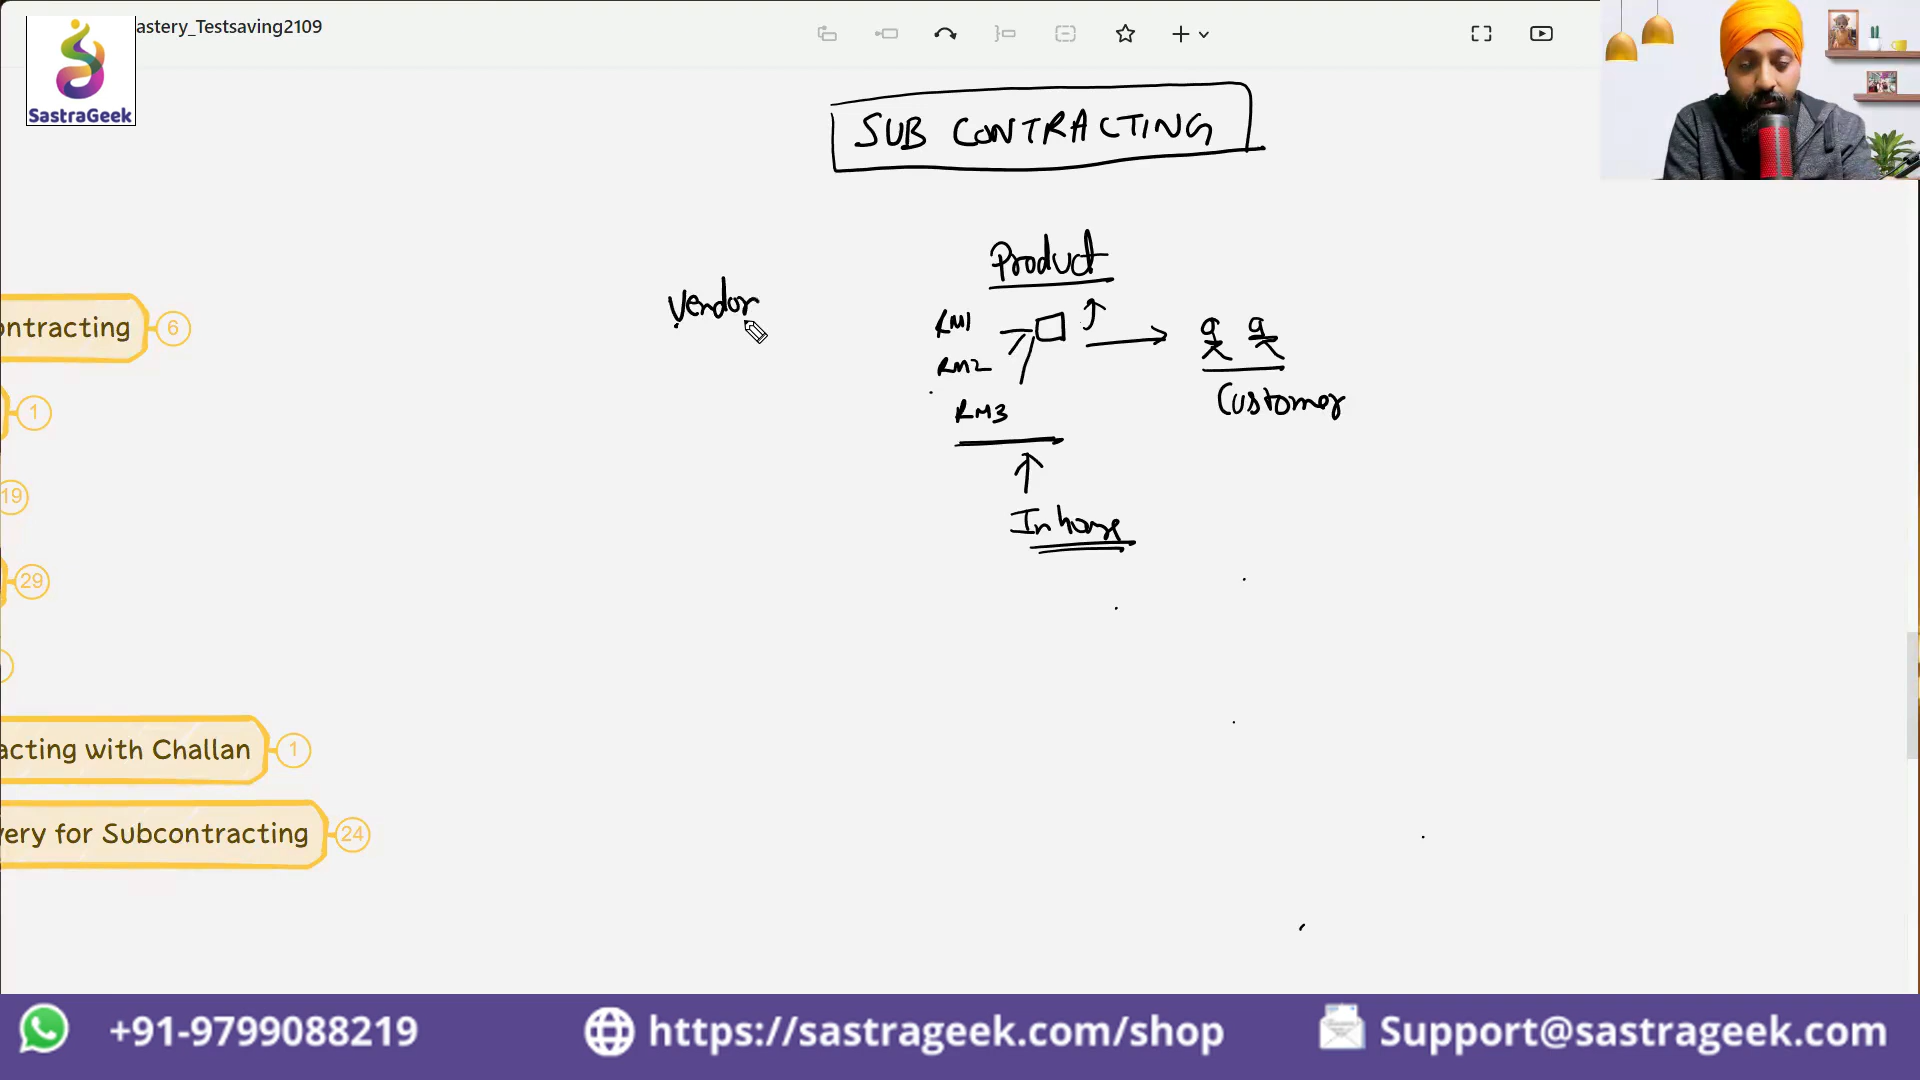 astery_Testsaving2109
SastraGeek
SUB CONTRACTING
Product
Vendor
RM1
RM2
RM3
Customer
Inhouse
ontracting 6
1
19
29
acting with Challan 1
very for Subcontracting 24
+91-9799088219
https://sastrageek.com/shop
Support@sastrageek.com